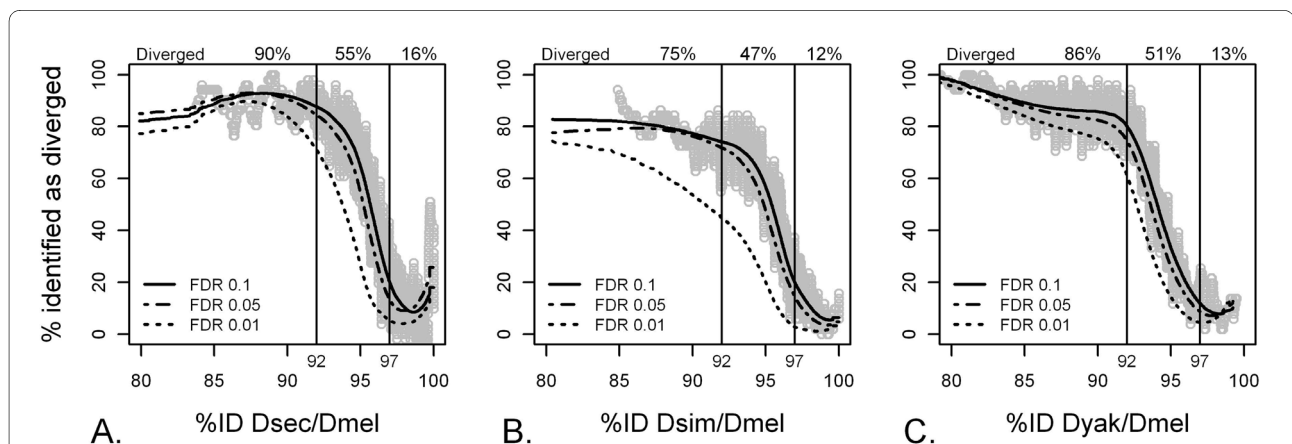 Diverged 90% 55% 16%
% identified as diverged
100
80
60
40
20
0
FDR 0.1
FDR 0.05
FDR 0.01
80 85 90 92 95 97 100
A. %ID Dsec/Dmel
Diverged 75% 47% 12%
100
80
60
40
20
0
FDR 0.1
FDR 0.05
FDR 0.01
80 85 90 92 95 97 100
B. %ID Dsim/Dmel
Diverged 86% 51% 13%
100
80
60
40
20
0
FDR 0.1
FDR 0.05
FDR 0.01
80 85 90 92 95 97 100
C. %ID Dyak/Dmel